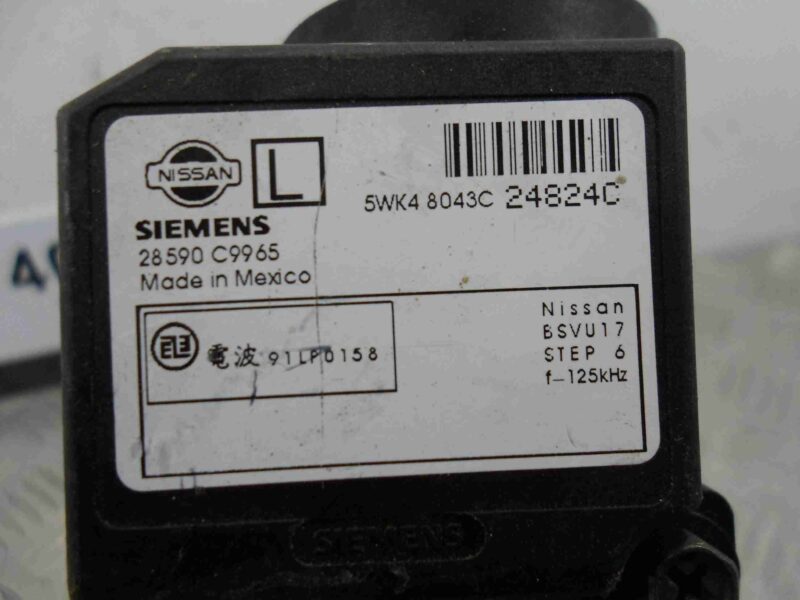 NISSAN
L
5WK4 8043C 24824C
SIEMENS
28590 C9965
Made in Mexico
電波 91LP0158
Nissan
BSVU17
STEP 6
f-125kHz
SIEMENS